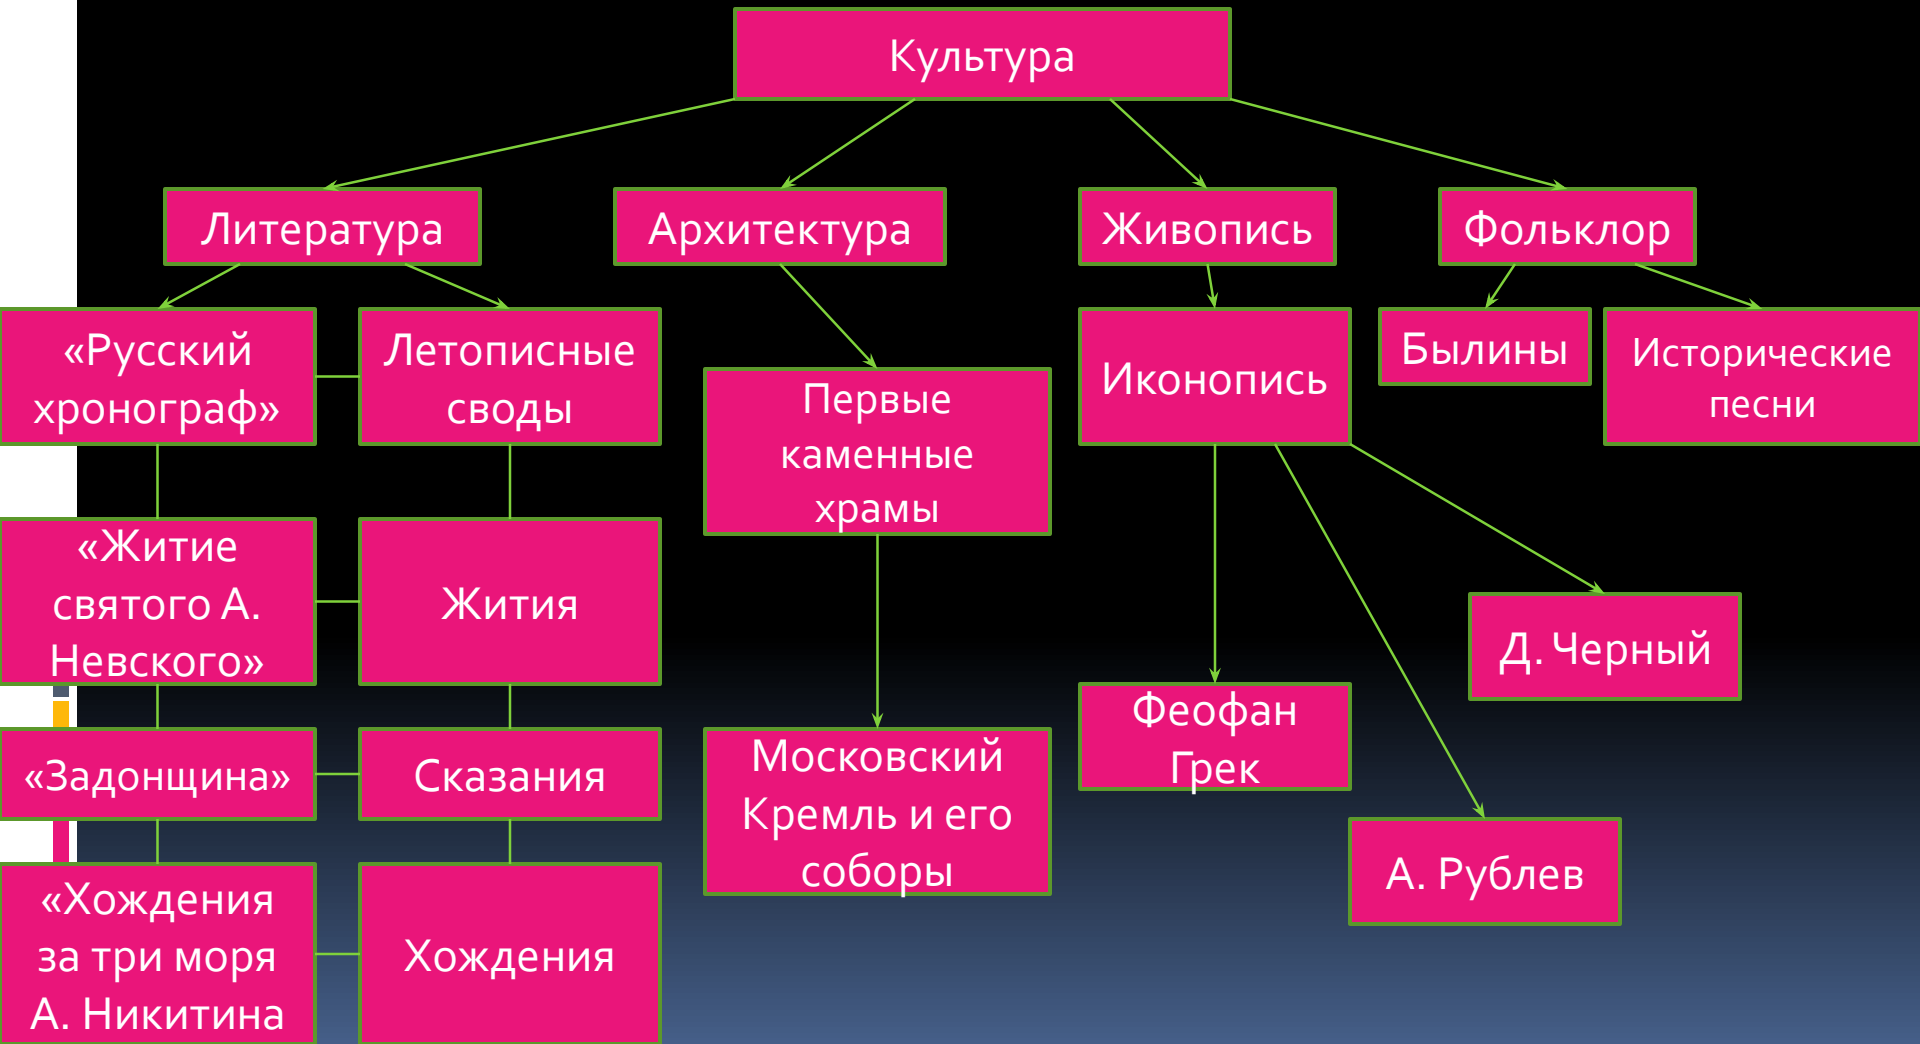 Культура
Литература
Архитектура
Живопись
Фольклор
«Русский
хронограф»
Летописные
своды
Первые
каменные
храмы
Иконопись
Былины
Исторические
песни
«Житие
святого А.
Невского»
Жития
Д. Черный
Феофан
Грек
«Задонщина»
Сказания
Московский
Кремль и его
соборы
А. Рублев
«Хождения
за три моря
А. Никитина
Хождения